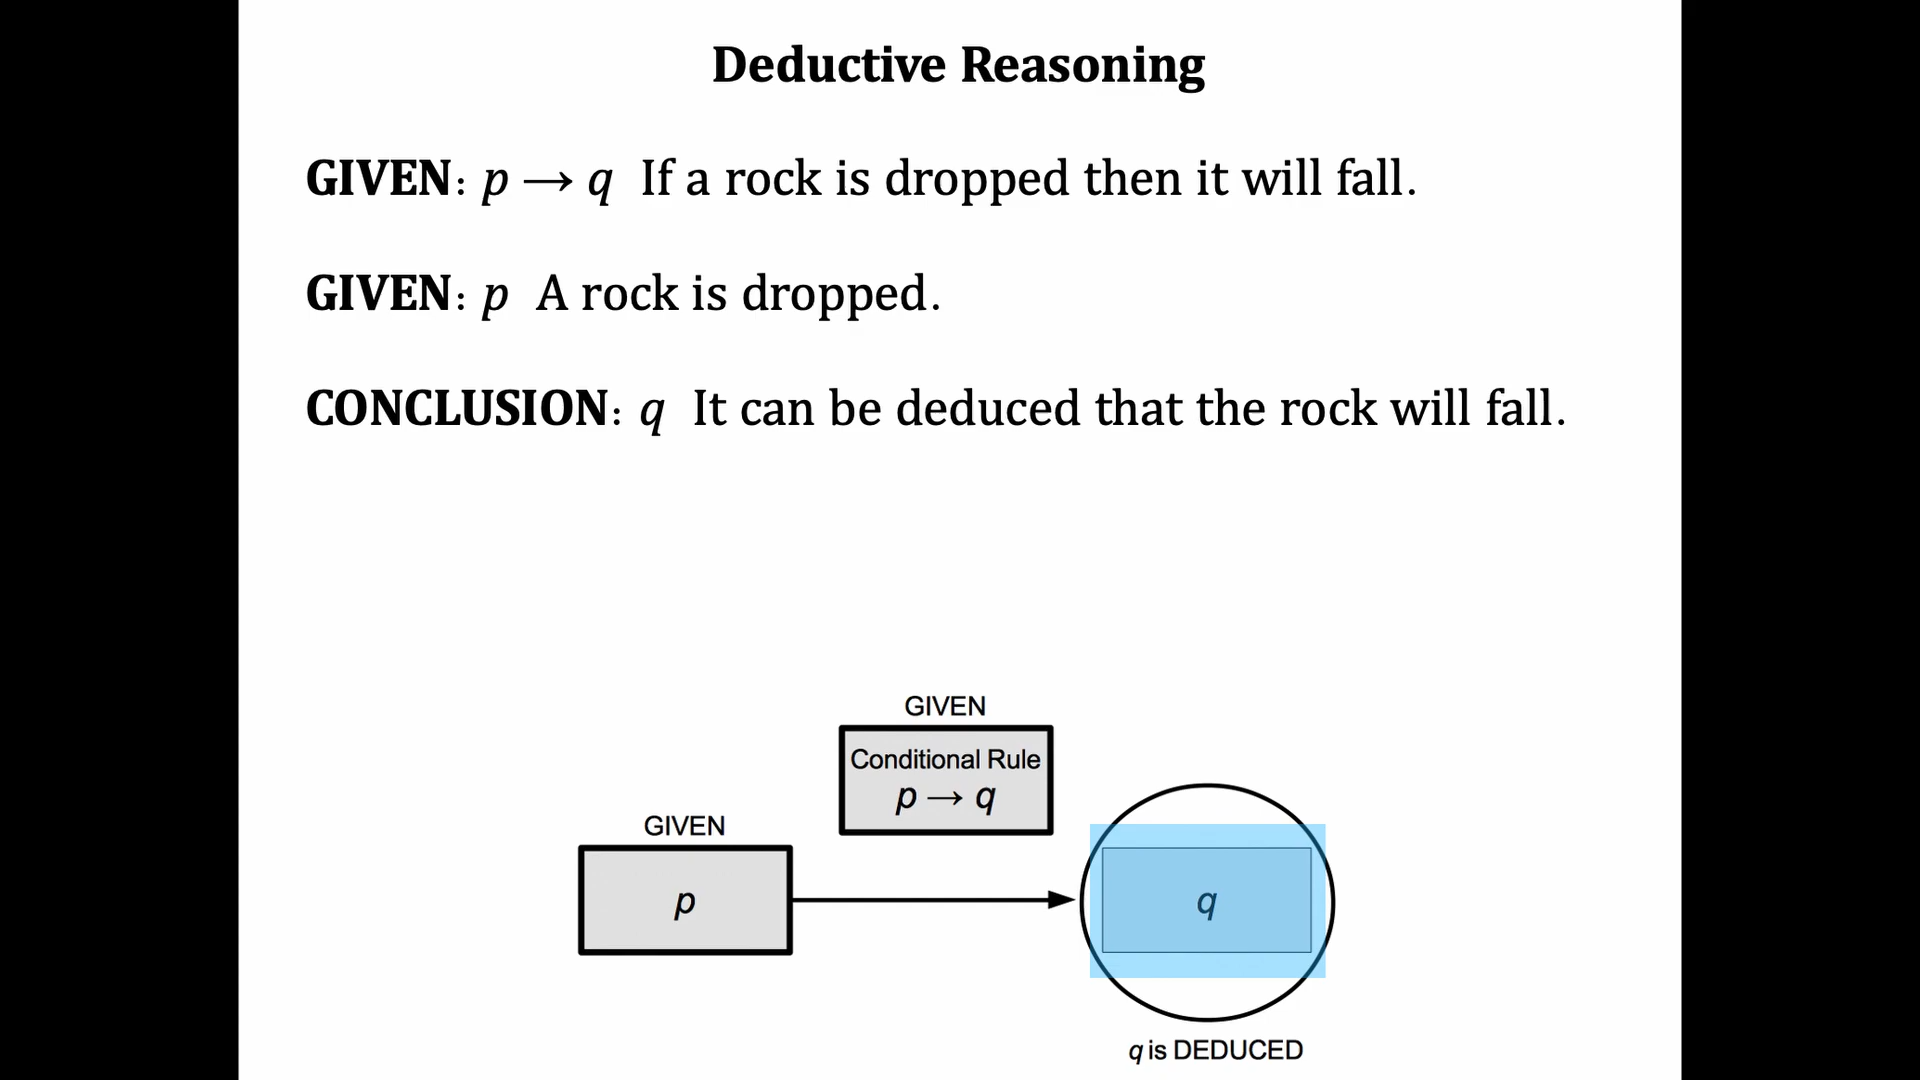 Deductive Reasoning
GIVEN: p → q If a rock is dropped then it will fall.
GIVEN: p A rock is dropped.
CONCLUSION: q It can be deduced that the rock will fall.
GIVEN
Conditional Rule
p → q
GIVEN
p
q
q is DEDUCED